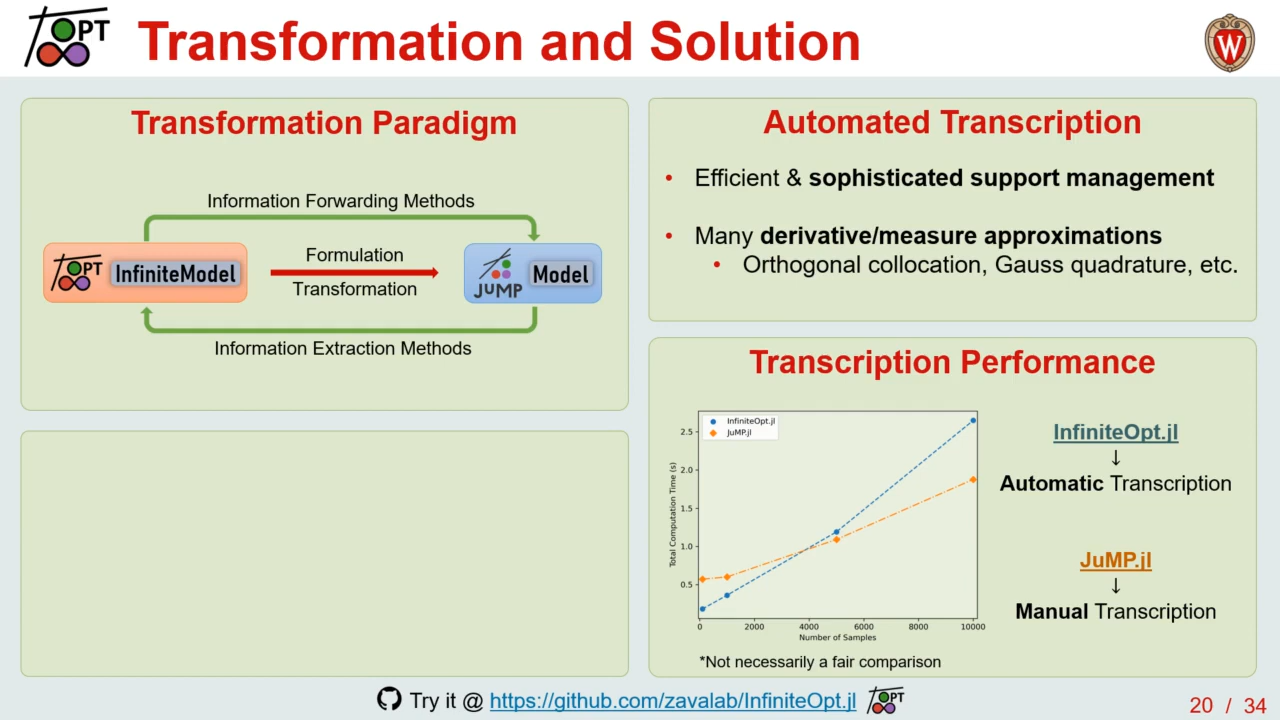 OPT
Transformation and Solution
W
Transformation Paradigm
Information Forwarding Methods
OPT InfiniteModel
Formulation
Transformation
JuMP Model
Information Extraction Methods
Automated Transcription
• Efficient & sophisticated support management
• Many derivative/measure approximations
• Orthogonal collocation, Gauss quadrature, etc.
Transcription Performance
InfiniteOpt.jl
JuMP.jl
Total Computation Time (s)
2.5
2.0
1.5
1.0
0.5
0 2000 4000 6000 8000 10000
Number of Samples
*Not necessarily a fair comparison
InfiniteOpt.jl
↓
Automatic Transcription
JuMP.jl
↓
Manual Transcription
Try it @ https://github.com/zavalab/InfiniteOpt.jl OPT
20 / 34